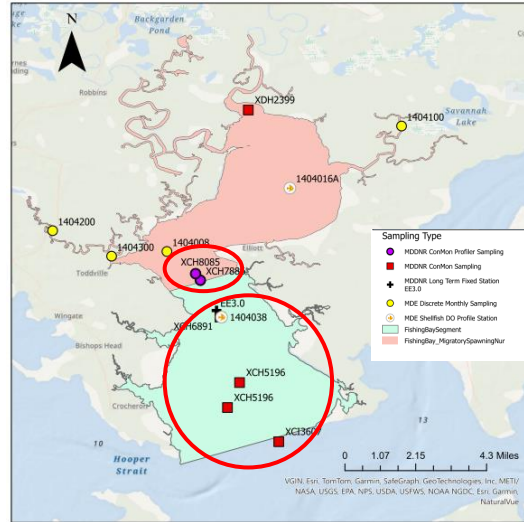 Backgarden
Pond
Robbins
XDH2399
Savannah
Lake
1404100
1404016A
1404200
1404300
1404008
Elliott
Toddville
XCH8085
XCH788
EE3.0
Wingate
XCH6891
1404038
Bishops Head
XCH5196
Crocheron
XCH5196
XCI3607
Hooper
Strait
10
13
Sampling Type
MDDNR ConMon Profiler Sampling
MDDNR ConMon Sampling
MDDNR Long Term Fixed Station
EE3.0
MDE Discrete Monthly Sampling
MDE Shellfish DO Profile Station
FishingBaySegment
FishingBay_MigratorySpawningNur
0 1.07 2.15 4.3 Miles
VGIN, Esri, TomTom, Garmin, SafeGraph, GeoTechnologies, Inc, METI/
NASA, USGS, EPA, NPS, USDA, USFWS, NOAA NGDC, Esri, Garmin,
NaturalVue